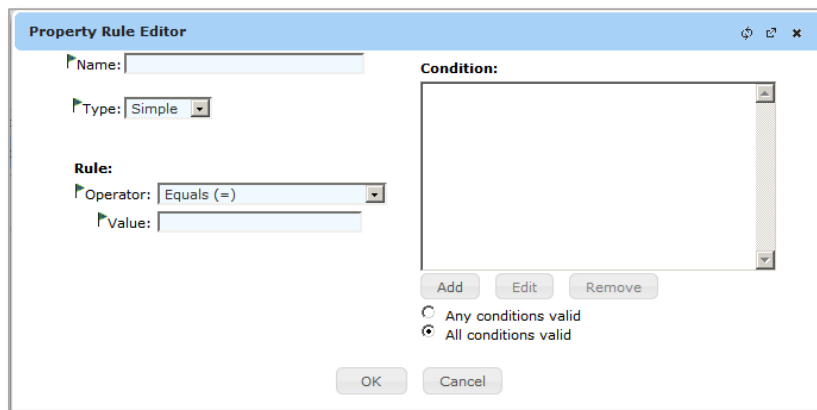 Property Rule Editor
Name:
Type: Simple
Rule:
Operator: Equals (=)
Value:
Condition:
Add Edit Remove
Any conditions valid
All conditions valid
OK Cancel